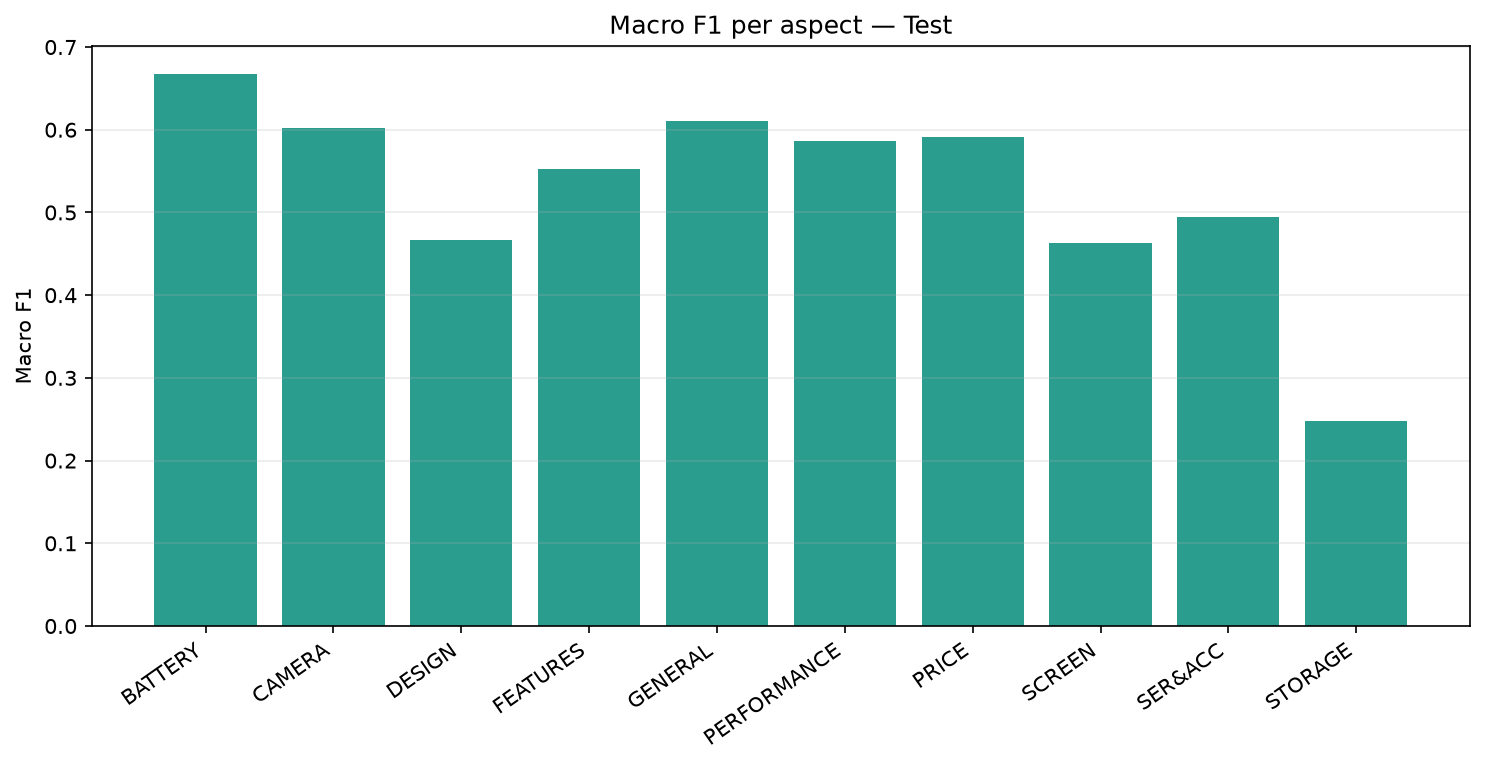 Macro F1 per aspect — Test
Macro F1
0.7
0.6
0.5
0.4
0.3
0.2
0.1
0.0
BATTERY
CAMERA
DESIGN
FEATURES
GENERAL
PERFORMANCE
PRICE
SCREEN
SER&ACC
STORAGE